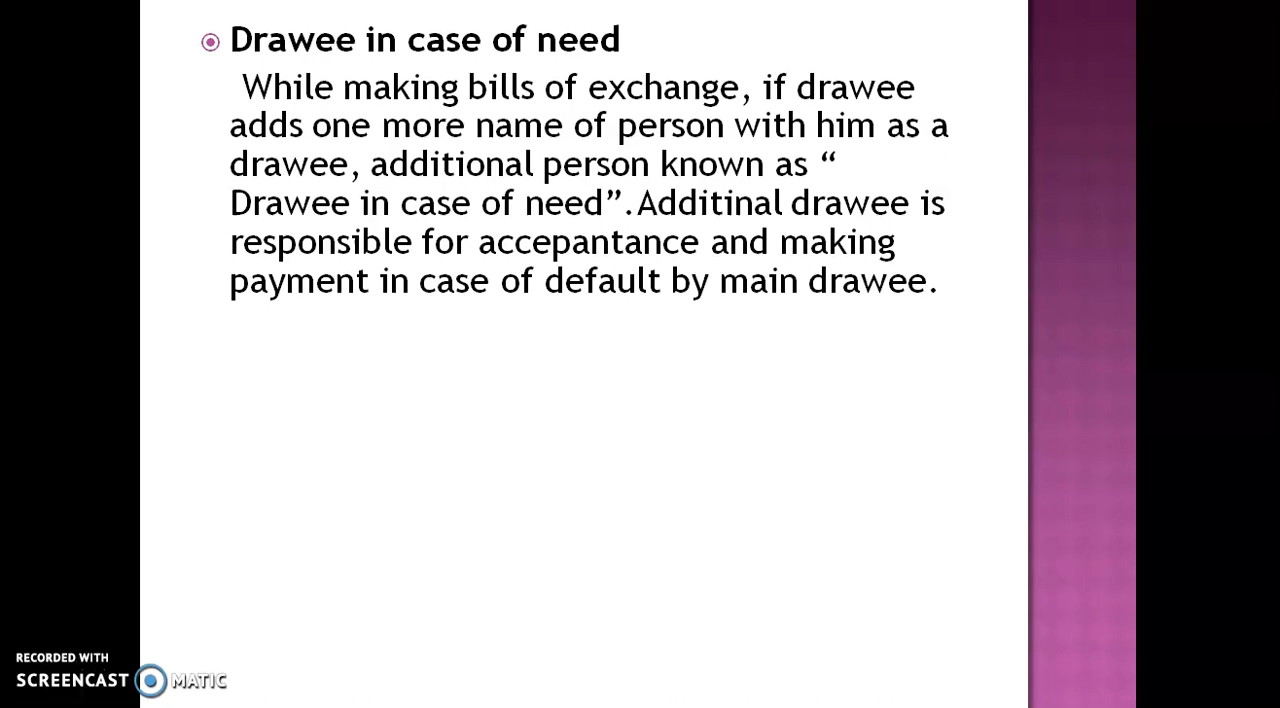 Drawee in case of need
While making bills of exchange, if drawee
adds one more name of person with him as a
drawee, additional person known as “
Drawee in case of need”.Additinal drawee is
responsible for accepantance and making
payment in case of default by main drawee.
RECORDED WITH
SCREENCAST MATIC